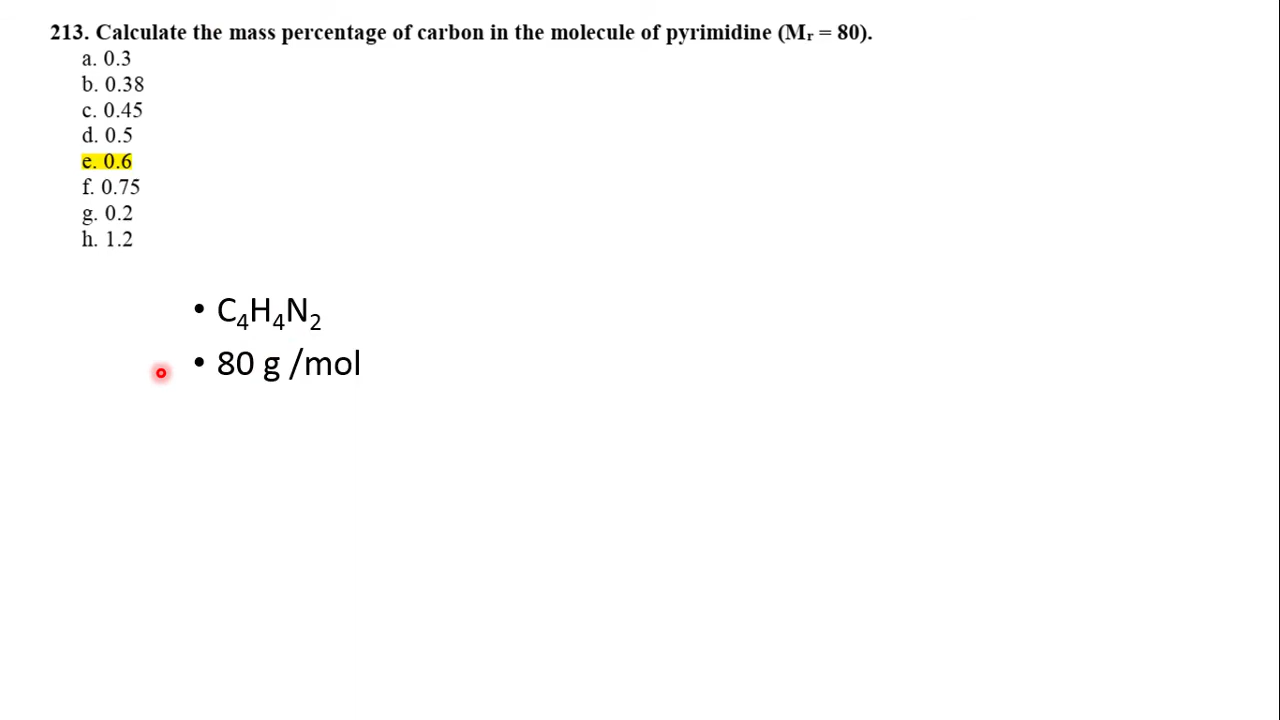 213. Calculate the mass percentage of carbon in the molecule of pyrimidine (Mᵣ = 80).
a. 0.3
b. 0.38
c. 0.45
d. 0.5
e. 0.6
f. 0.75
g. 0.2
h. 1.2
• C₄H₄N₂
• 80 g /mol